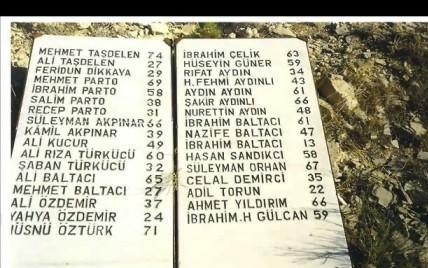 MEHMET TAŞDELEN 74
ALİ TAŞDELEN 27
FERİDUN DİKKAYA 29
MEHMET PARTO 69
İBRAHİM PARTO 58
SALİM PARTO 38
RECEP PARTO 31
SÜLEYMAN AKPINAR 66
KÂMİL AKPINAR 39
ALİ KUCUR 49
ALİ RIZA TÜRKÜCÜ 60
ŞABAN TÜRKÜCÜ 32
ALİ BALTACI 65
MEHMET BALTACI 27
ALİ ÖZDEMİR 37
YAHYA ÖZDEMİR 24
HÜSNÜ ÖZTÜRK 71
İBRAHİM ÇELİK 63
HÜSEYİN GÜNER 59
RIFAT AYDIN 34
H. FEHMİ AYDINLI 43
AYDIN AYDIN 61
ŞAKİR AYDINLI 66
NURETTİN AYDIN 48
İBRAHİM BALTACI 61
NAZİFE BALTACI 47
İBRAHİM BALTACI 13
HASAN SANDIKCI 58
SÜLEYMAN ORHAN 67
CELAL DEMİRCİ 35
ADİL TORUN 22
AHMET YILDIRIM 66
İBRAHİM.H GÜLCAN 59